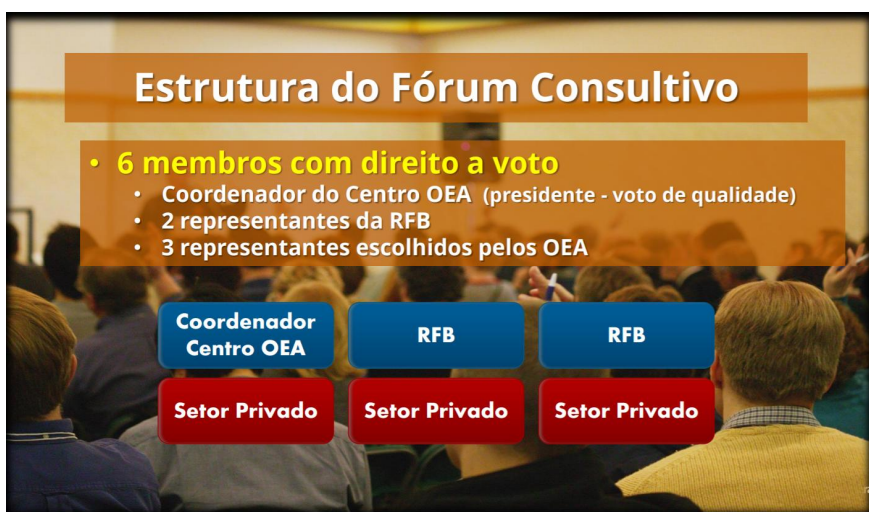 Estrutura do Fórum Consultivo
• 6 membros com direito a voto
• Coordenador do Centro OEA (presidente - voto de qualidade)
• 2 representantes da RFB
• 3 representantes escolhidos pelos OEA
Coordenador
Centro OEA
RFB
RFB
Setor Privado
Setor Privado
Setor Privado